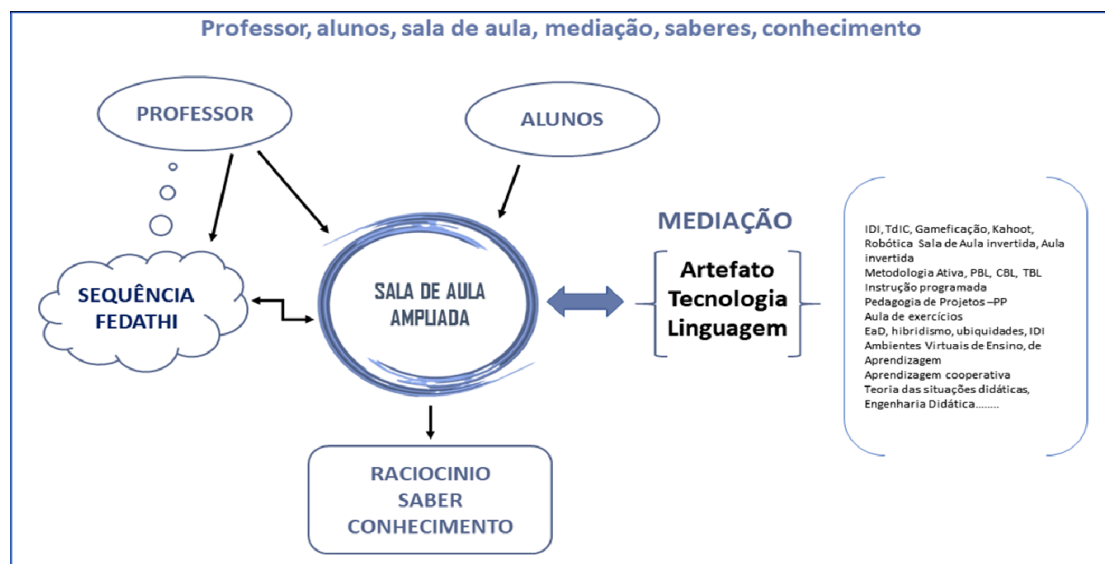 Professor, alunos, sala de aula, mediação, saberes, conhecimento
PROFESSOR
ALUNOS
SEQUÊNCIA
FEDATHI
SALA DE AULA
AMPLIADA
MEDIAÇÃO
Artefato
Tecnologia
Linguagem
IDI, TdIC, Gameficação, Kahoot,
Robótica Sala de Aula invertida, Aula
invertida
Metodologia Ativa, PBL, CBL, TBL
Instrução programada
Pedagogia de Projetos –PP
Aula de exercícios
EaD, hibridismo, ubiquidades, IDI
Ambientes Virtuais de Ensino, de
Aprendizagem
Aprendizagem cooperativa
Teoria das situações didáticas,
Engenharia Didática........
RACIOCINIO
SABER
CONHECIMENTO